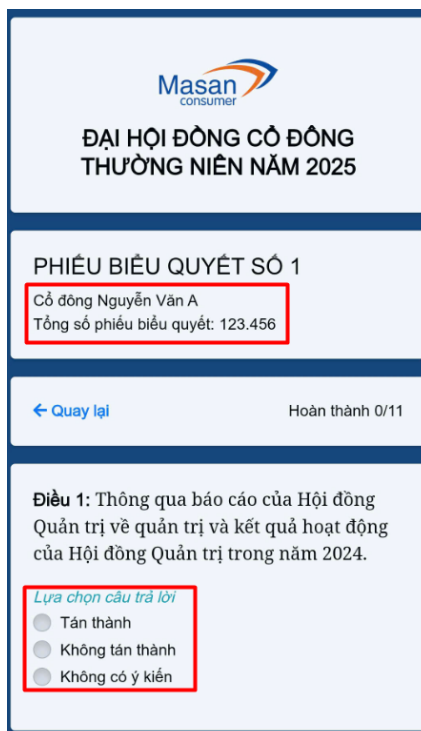 Masan
consumer
ĐẠI HỘI ĐỒNG CỔ ĐÔNG
THƯỜNG NIÊN NĂM 2025
PHIẾU BIỂU QUYẾT SỐ 1
Cổ đông Nguyễn Văn A
Tổng số phiếu biểu quyết: 123.456
← Quay lại
Hoàn thành 0/11
Điều 1: Thông qua báo cáo của Hội đồng
Quản trị về quản trị và kết quả hoạt động
của Hội đồng Quản trị trong năm 2024.
Lựa chọn câu trả lời
Tán thành
Không tán thành
Không có ý kiến